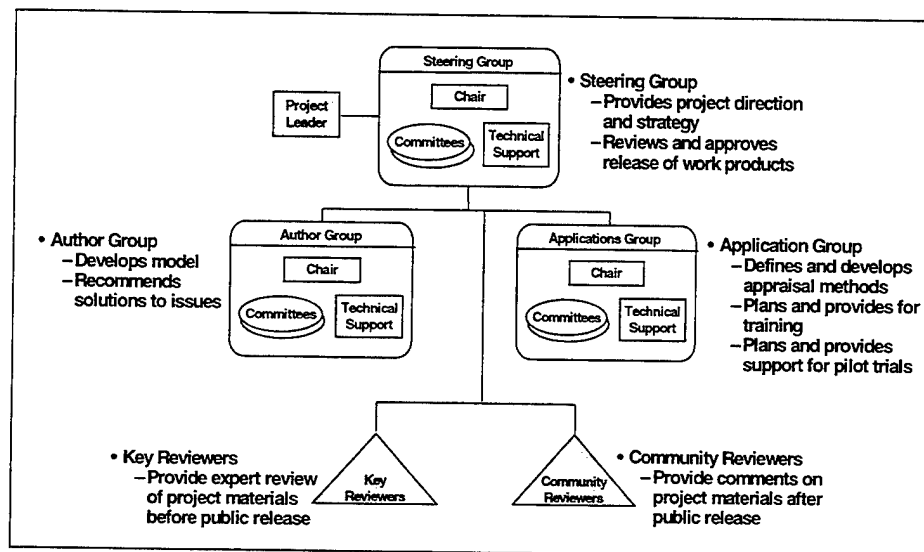 Steering Group
Chair
Committees
Technical
Support
Project
Leader
• Steering Group
–Provides project direction
and strategy
–Reviews and approves
release of work products
• Author Group
–Develops model
–Recommends
solutions to issues
Author Group
Chair
Committees
Technical
Support
Applications Group
Chair
Committees
Technical
Support
• Application Group
–Defines and develops
appraisal methods
–Plans and provides for
training
–Plans and provides
support for pilot trials
• Key Reviewers
–Provide expert review
of project materials
before public release
Key
Reviewers
Community
Reviewers
• Community Reviewers
–Provide comments on
project materials after
public release